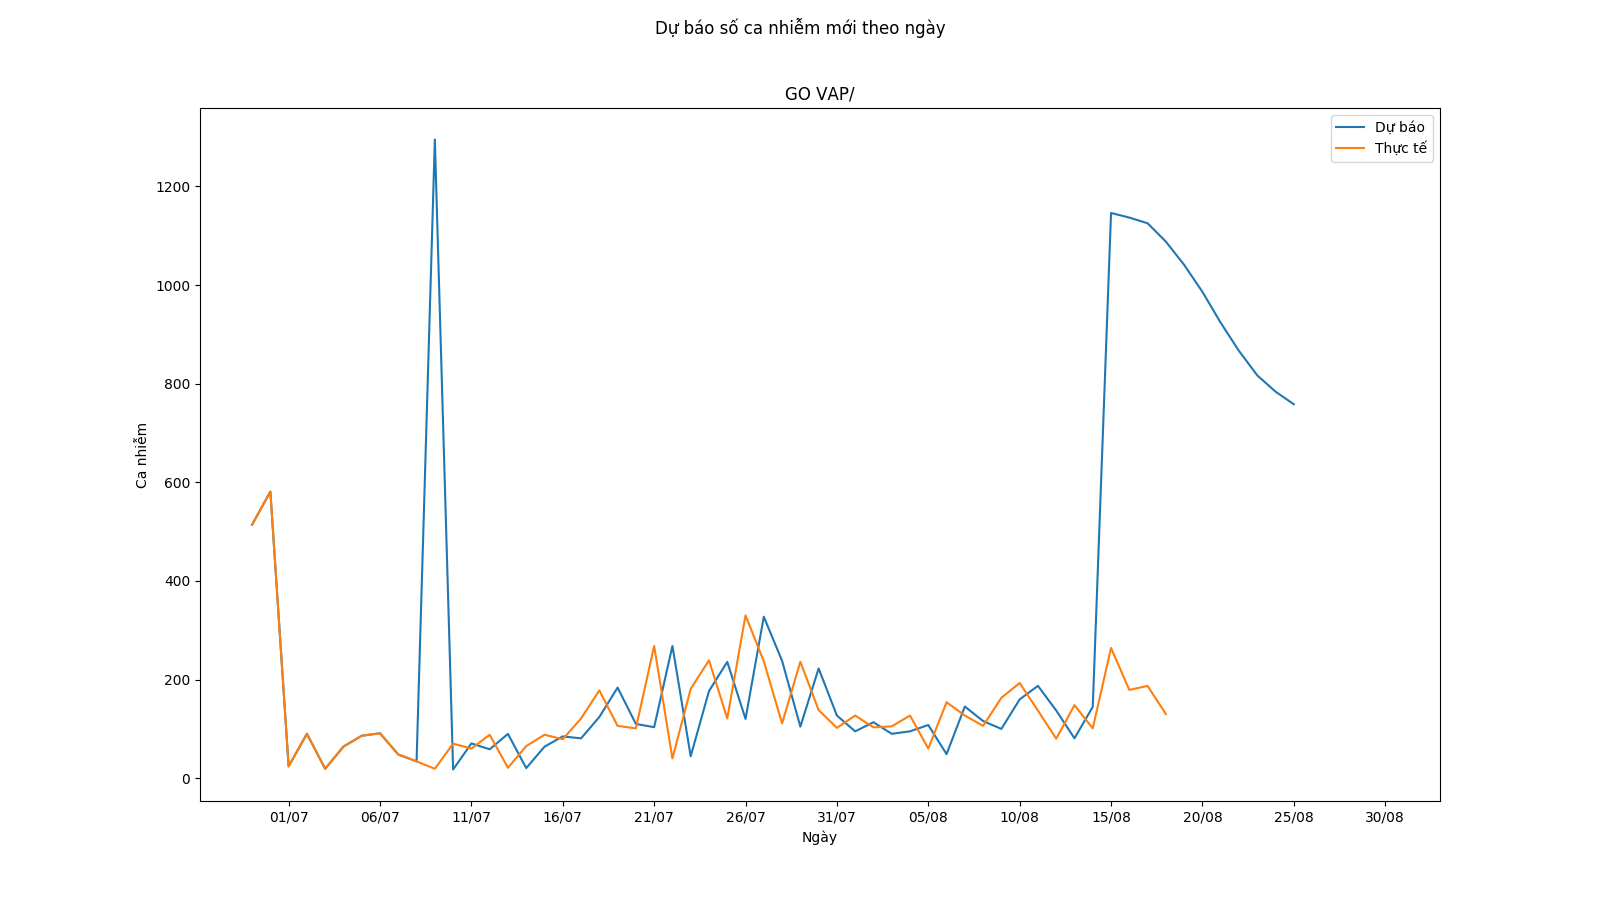 Dự báo số ca nhiễm mới theo ngày
GO VAP/
Dự báo
Thực tế
1200
1000
800
600
400
200
0
Ca nhiễm
01/07 06/07 11/07 16/07 21/07 26/07 31/07 05/08 10/08 15/08 20/08 25/08 30/08
Ngày